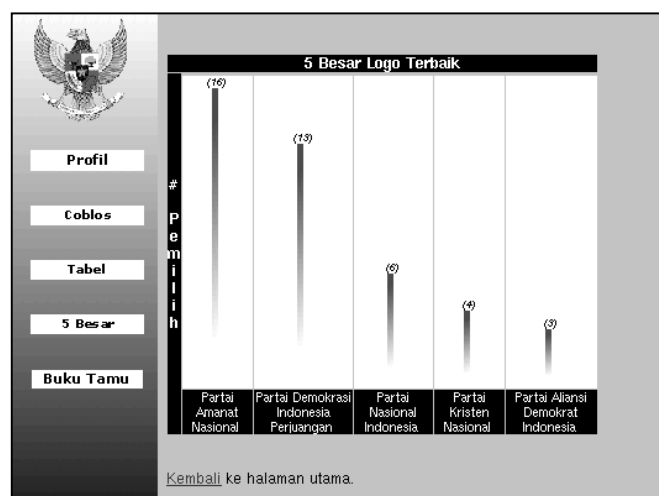 Profil
Coblos
Tabel
5 Besar
Buku Tamu
5 Besar Logo Terbaik
# Pemilih
(16)
(13)
(6)
(4)
(3)
Partai
Amanat
Nasional
Partai Demokrasi
Indonesia
Perjuangan
Partai
Nasional
Indonesia
Partai
Kristen
Nasional
Partai Aliansi
Demokrat
Indonesia
Kembali ke halaman utama.